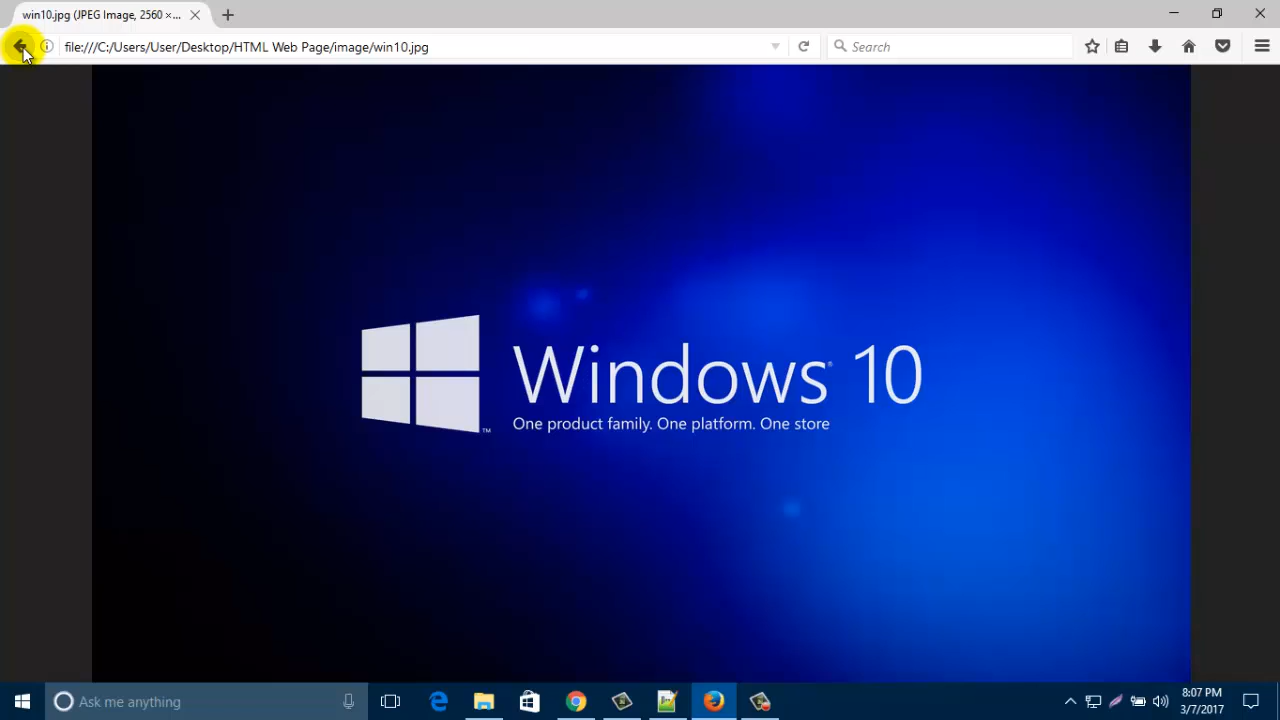 win10.jpg (JPEG Image, 2560 ×...
file:///C:/Users/User/Desktop/HTML Web Page/image/win10.jpg
Search
Windows® 10
™
One product family. One platform. One store
Ask me anything
8:07 PM
3/7/2017